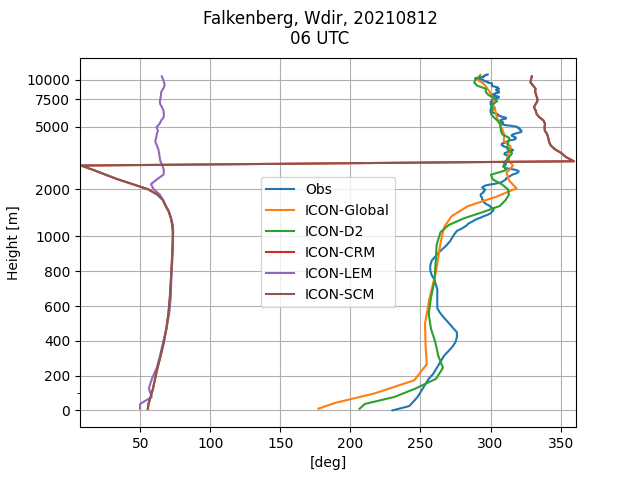 Falkenberg, Wdir, 20210812
06 UTC
10000
7500
5000
2000
1000
800
600
400
200
0
Height [m]
Obs
ICON-Global
ICON-D2
ICON-CRM
ICON-LEM
ICON-SCM
50 100 150 200 250 300 350
[deg]